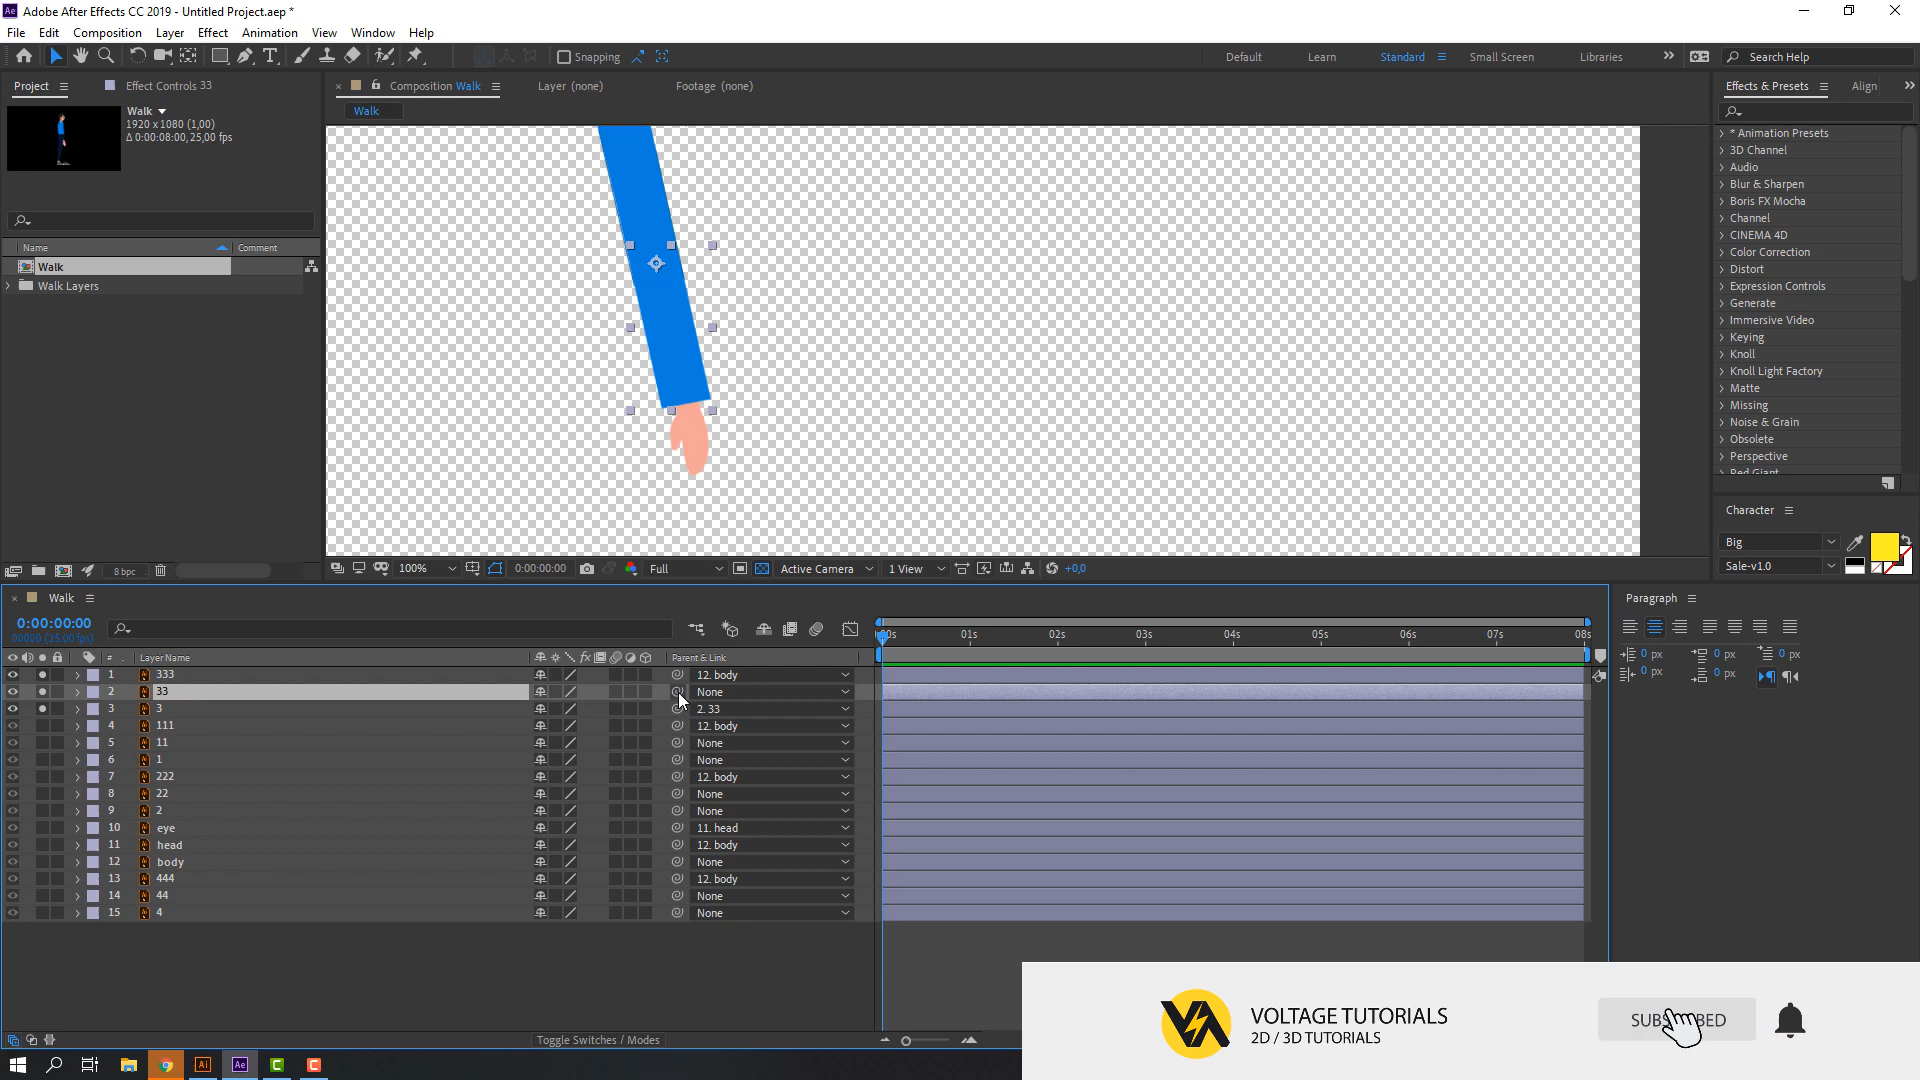 Adobe After Effects CC 2019 - Untitled Project.aep *
File Edit Composition Layer Effect Animation View Window Help
Snapping
Default Learn Standard Small Screen Libraries Search Help
Project Effect Controls 33
Composition Walk Layer (none) Footage (none)
Effects & Presets Align
Walk
Walk
1920 x 1080 (1,00)
Δ 0:00:08:00, 25,00 fps
Name Comment
Walk
Walk Layers
* Animation Presets
3D Channel
Audio
Blur & Sharpen
Boris FX Mocha
Channel
CINEMA 4D
Color Correction
Distort
Expression Controls
Generate
Immersive Video
Keying
Knoll
Knoll Light Factory
Matte
Missing
Noise & Grain
Obsolete
Perspective
Red Giant
Character
Big
Sale-v1.0
8 bpc
100% 0:00:00:00 Full Active Camera 1 View +0,0
Walk
Paragraph
0:00:00:00
00000 (25.00 fps)
00s 01s 02s 03s 04s 05s 06s 07s 08s
0 px 0 px 0 px
0 px 0 px
# Layer Name Parent & Link
1 333 12. body
2 33 None
3 3 2. 33
4 111 12. body
5 11 None
6 1 None
7 222 12. body
8 22 None
9 2 None
10 eye 11. head
11 head 12. body
12 body None
13 444 12. body
14 44 None
15 4 None
Toggle Switches / Modes
VOLTAGE TUTORIALS
2D / 3D TUTORIALS